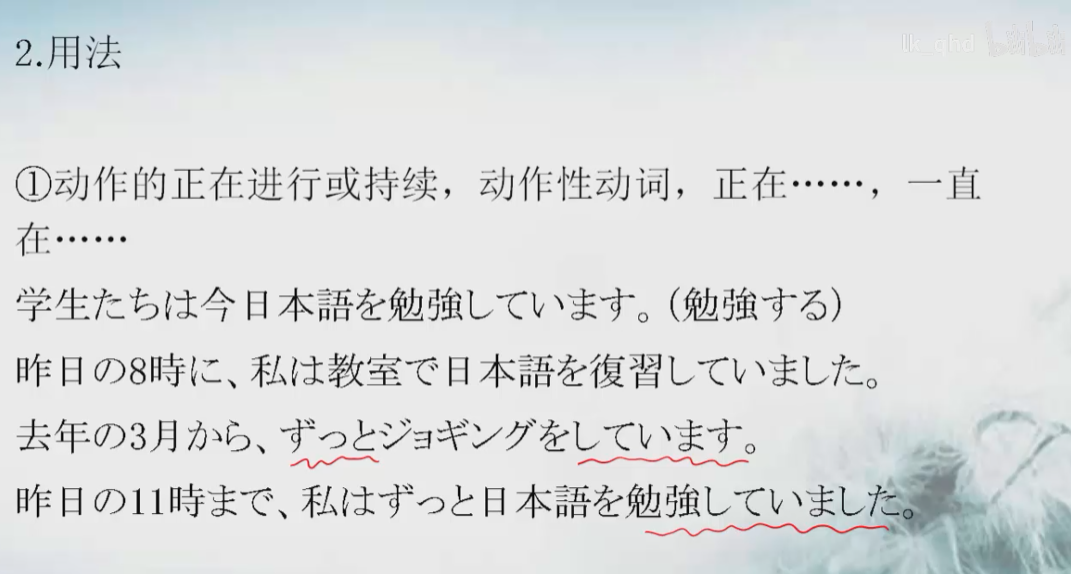 lk_ghd bilibili
2.用法
①动作的正在进行或持续，动作性动词，正在……，一直
在……
学生たちは今日本語を勉強しています。（勉強する）
昨日の8時に、私は教室で日本語を復習していました。
去年の3月から、ずっとジョギングをしています。
昨日の11時まで、私はずっと日本語を勉強していました。